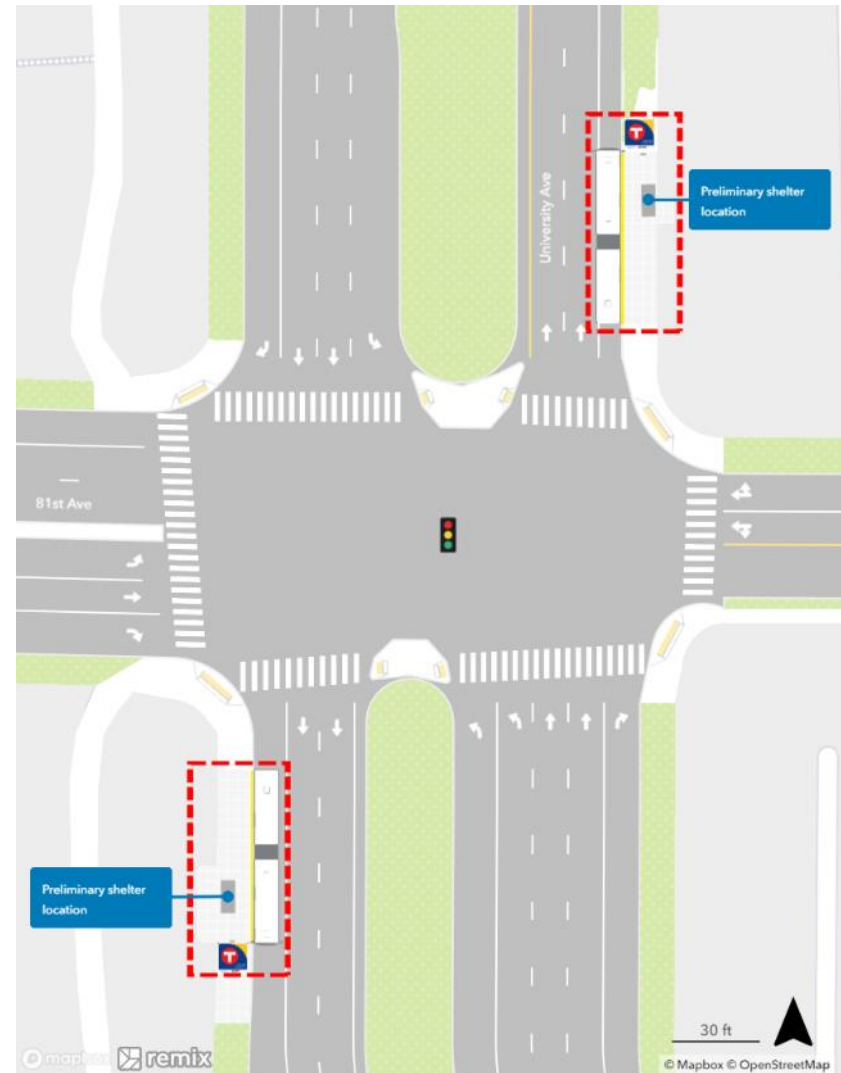 University Ave
Preliminary shelter
location
81st Ave
Preliminary shelter
location
30 ft
mapbox remix
© Mapbox © OpenStreetMap